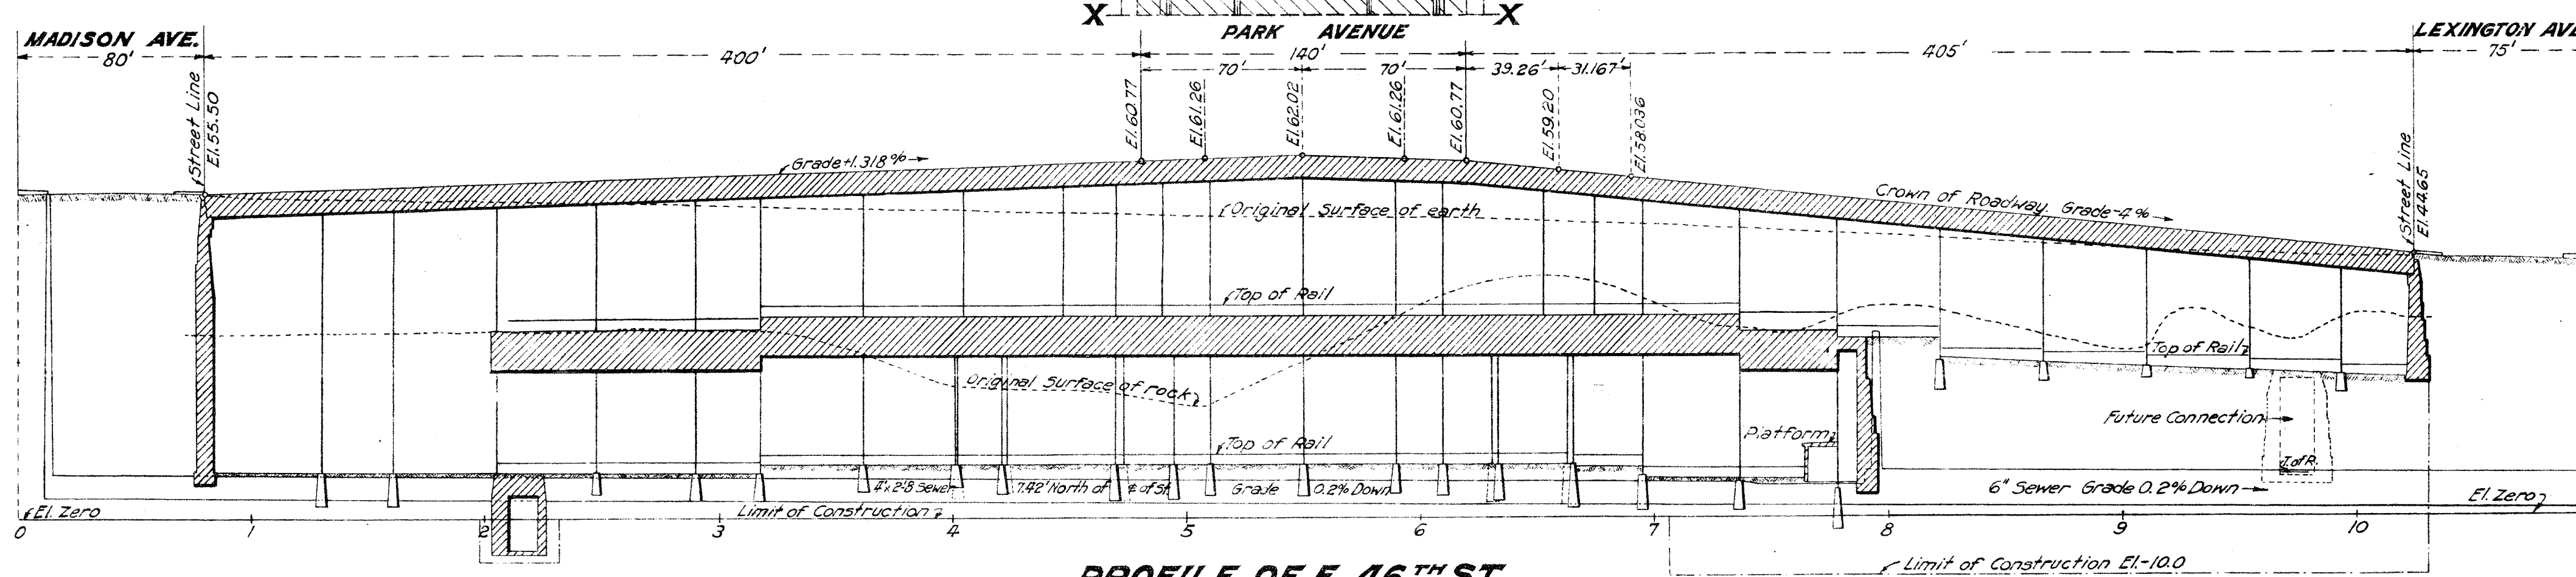 X X
PARK AVENUE
MADISON AVE.
LEXINGTON AVE
80' 400' 140' 405' 75'
70' 70' 39.26' 31.167'
Street Line
El.55.50
El.60.77
El.61.26
El.62.02
El.61.26
El.60.77
El.59.20
El.58.036
Street Line
El.44.65
Grade+1.318%
Crown of Roadway. Grade-4%
Original Surface of earth
Top of Rail
Top of Rail
Original Surface of rock
Future Connection
Platform
Top of Rail
T. of R.
4'x2'8 Sewer 7.42' North of ¢ of St Grade 0.2% Down
6" Sewer Grade 0.2% Down
El. Zero
El. Zero
Limit of Construction
0 1 2 3 4 5 6 7 8 9 10
Limit of Construction El.-10.0
PROFILE OF E. 46TH ST.